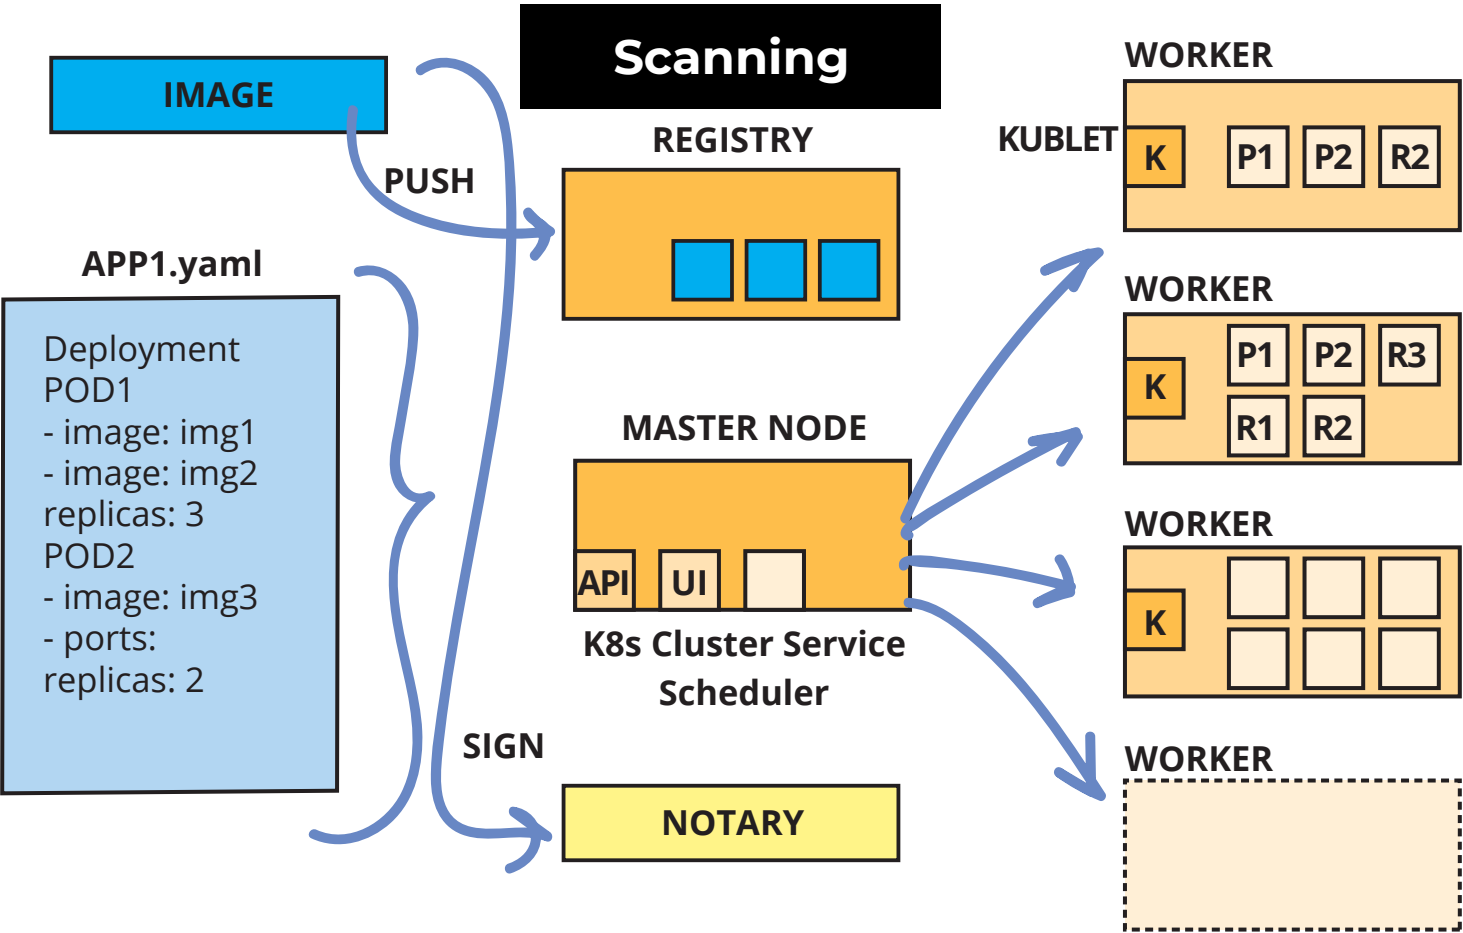 Scanning
IMAGE
PUSH
REGISTRY
APP1.yaml
Deployment
POD1
- image: img1
- image: img2
replicas: 3
POD2
- image: img3
- ports:
replicas: 2
MASTER NODE
API
UI
K8s Cluster Service
Scheduler
SIGN
NOTARY
WORKER
KUBLET
K
P1
P2
R2
WORKER
K
P1
P2
R3
R1
R2
WORKER
K
WORKER